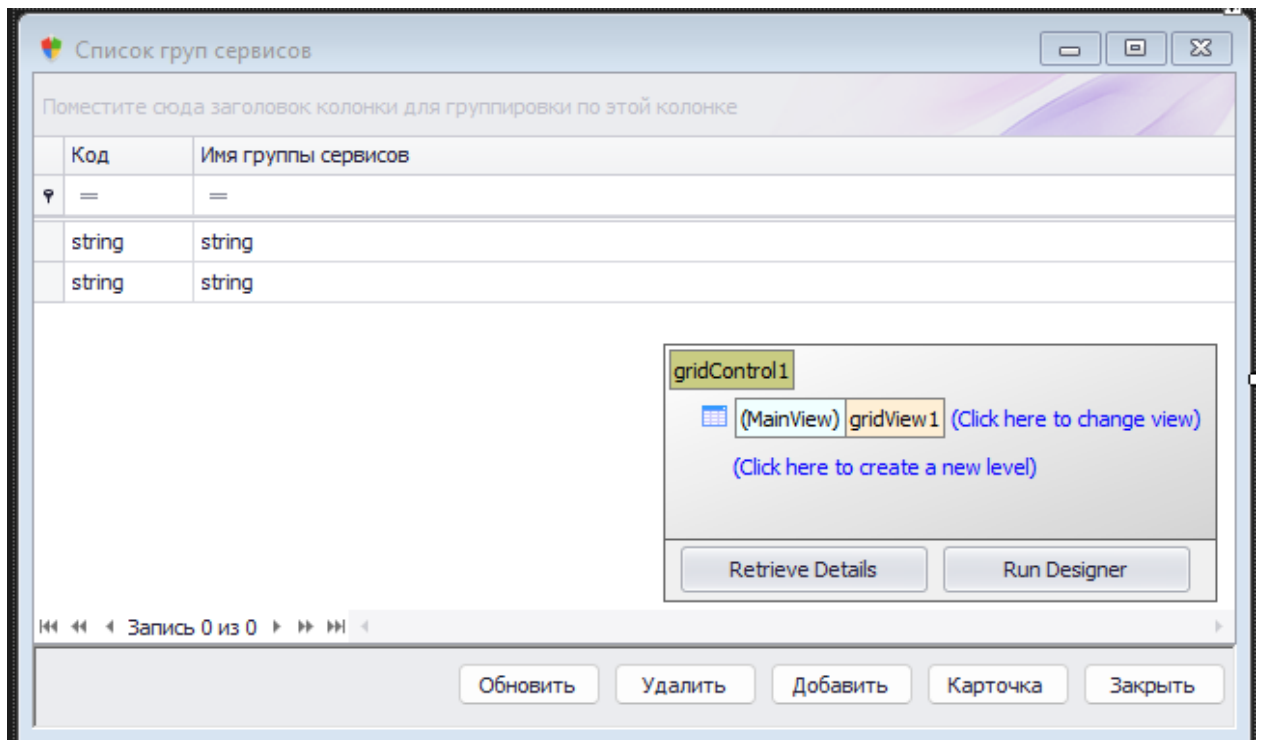 Список груп сервисов
Поместите сюда заголовок колонки для группировки по этой колонке
Код Имя группы сервисов
= =
string string
string string
gridControl1
(MainView) gridView1 (Click here to change view)
(Click here to create a new level)
Retrieve Details Run Designer
Запись 0 из 0
Обновить Удалить Добавить Карточка Закрыть